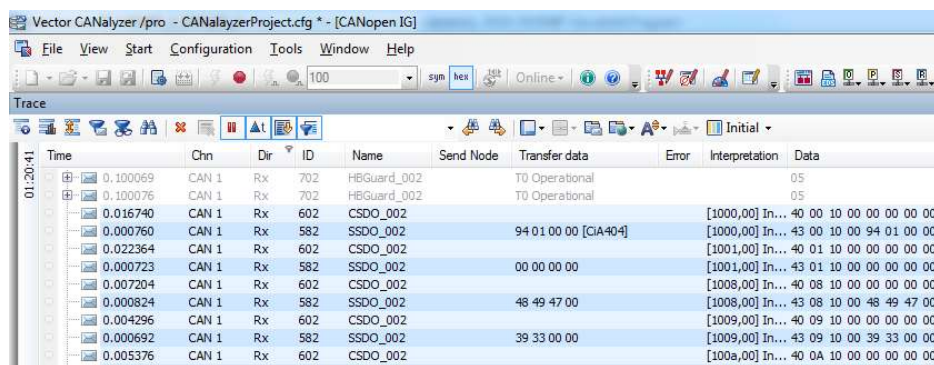 Vector CANalyzer /pro - CANalayzerProject.cfg * - [CANopen IG]
File View Start Configuration Tools Window Help
100 sym hex Online
Trace
Δt Initial
Time Chn Dir ID Name Send Node Transfer data Error Interpretation Data
01:20:41
0.100069 CAN 1 Rx 702 HBGuard_002 T0 Operational 05
0.100076 CAN 1 Rx 702 HBGuard_002 T0 Operational 05
0.016740 CAN 1 Rx 602 CSDO_002 [1000,00] In... 40 00 10 00 00 00 00 00
0.000760 CAN 1 Rx 582 SSDO_002 94 01 00 00 [CiA404] [1000,00] In... 43 00 10 00 94 01 00 00
0.022364 CAN 1 Rx 602 CSDO_002 [1001,00] In... 40 01 10 00 00 00 00 00
0.000723 CAN 1 Rx 582 SSDO_002 00 00 00 00 [1001,00] In... 43 01 10 00 00 00 00 00
0.007204 CAN 1 Rx 602 CSDO_002 [1008,00] In... 40 08 10 00 00 00 00 00
0.000824 CAN 1 Rx 582 SSDO_002 48 49 47 00 [1008,00] In... 43 08 10 00 48 49 47 00
0.004296 CAN 1 Rx 602 CSDO_002 [1009,00] In... 40 09 10 00 00 00 00 00
0.000692 CAN 1 Rx 582 SSDO_002 39 33 00 00 [1009,00] In... 43 09 10 00 39 33 00 00
0.005376 CAN 1 Rx 602 CSDO_002 [100a,00] In... 40 0A 10 00 00 00 00 00